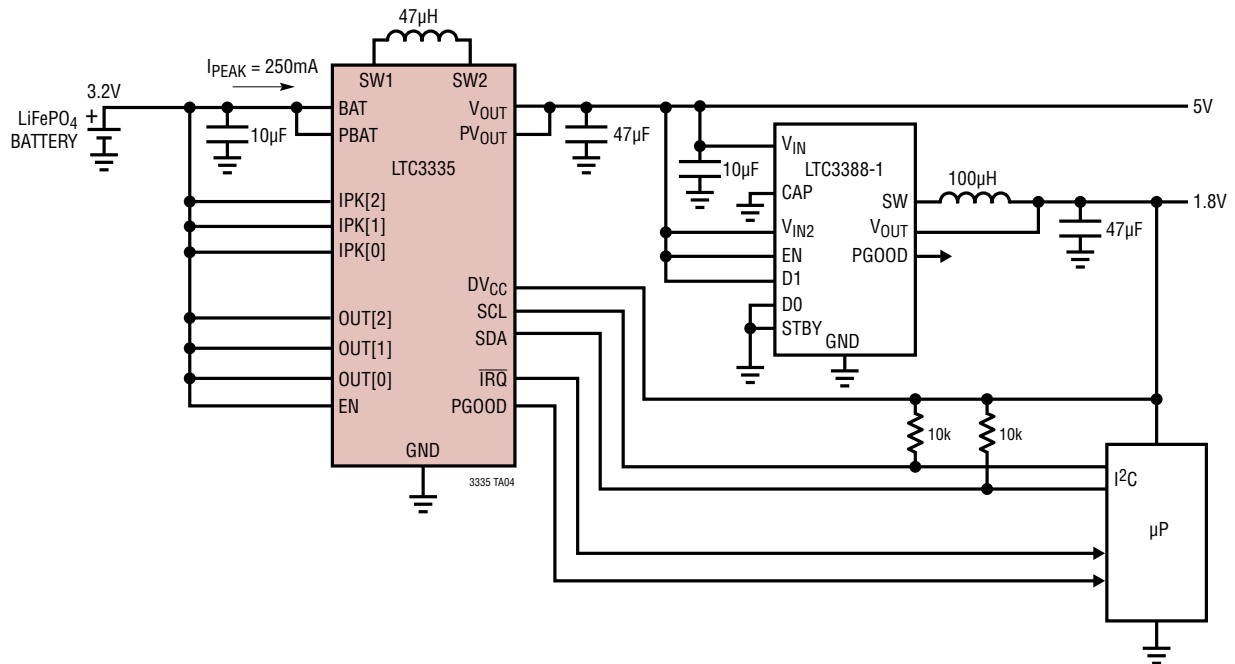 47µH
IPEAK = 250mA
SW1 SW2
3.2V
LiFePO4
BATTERY
+
10µF
BAT
PBAT
LTC3335
VOUT
PVOUT
47µF
5V
IPK[2]
IPK[1]
IPK[0]
OUT[2]
OUT[1]
OUT[0]
EN
DVCC
SCL
SDA
IRQ
PGOOD
GND
3335 TA04
10µF
VIN
LTC3388-1
CAP
VIN2
EN
D1
D0
STBY
GND
SW
VOUT
PGOOD
100µH
1.8V
47µF
10k
10k
I2C
µP